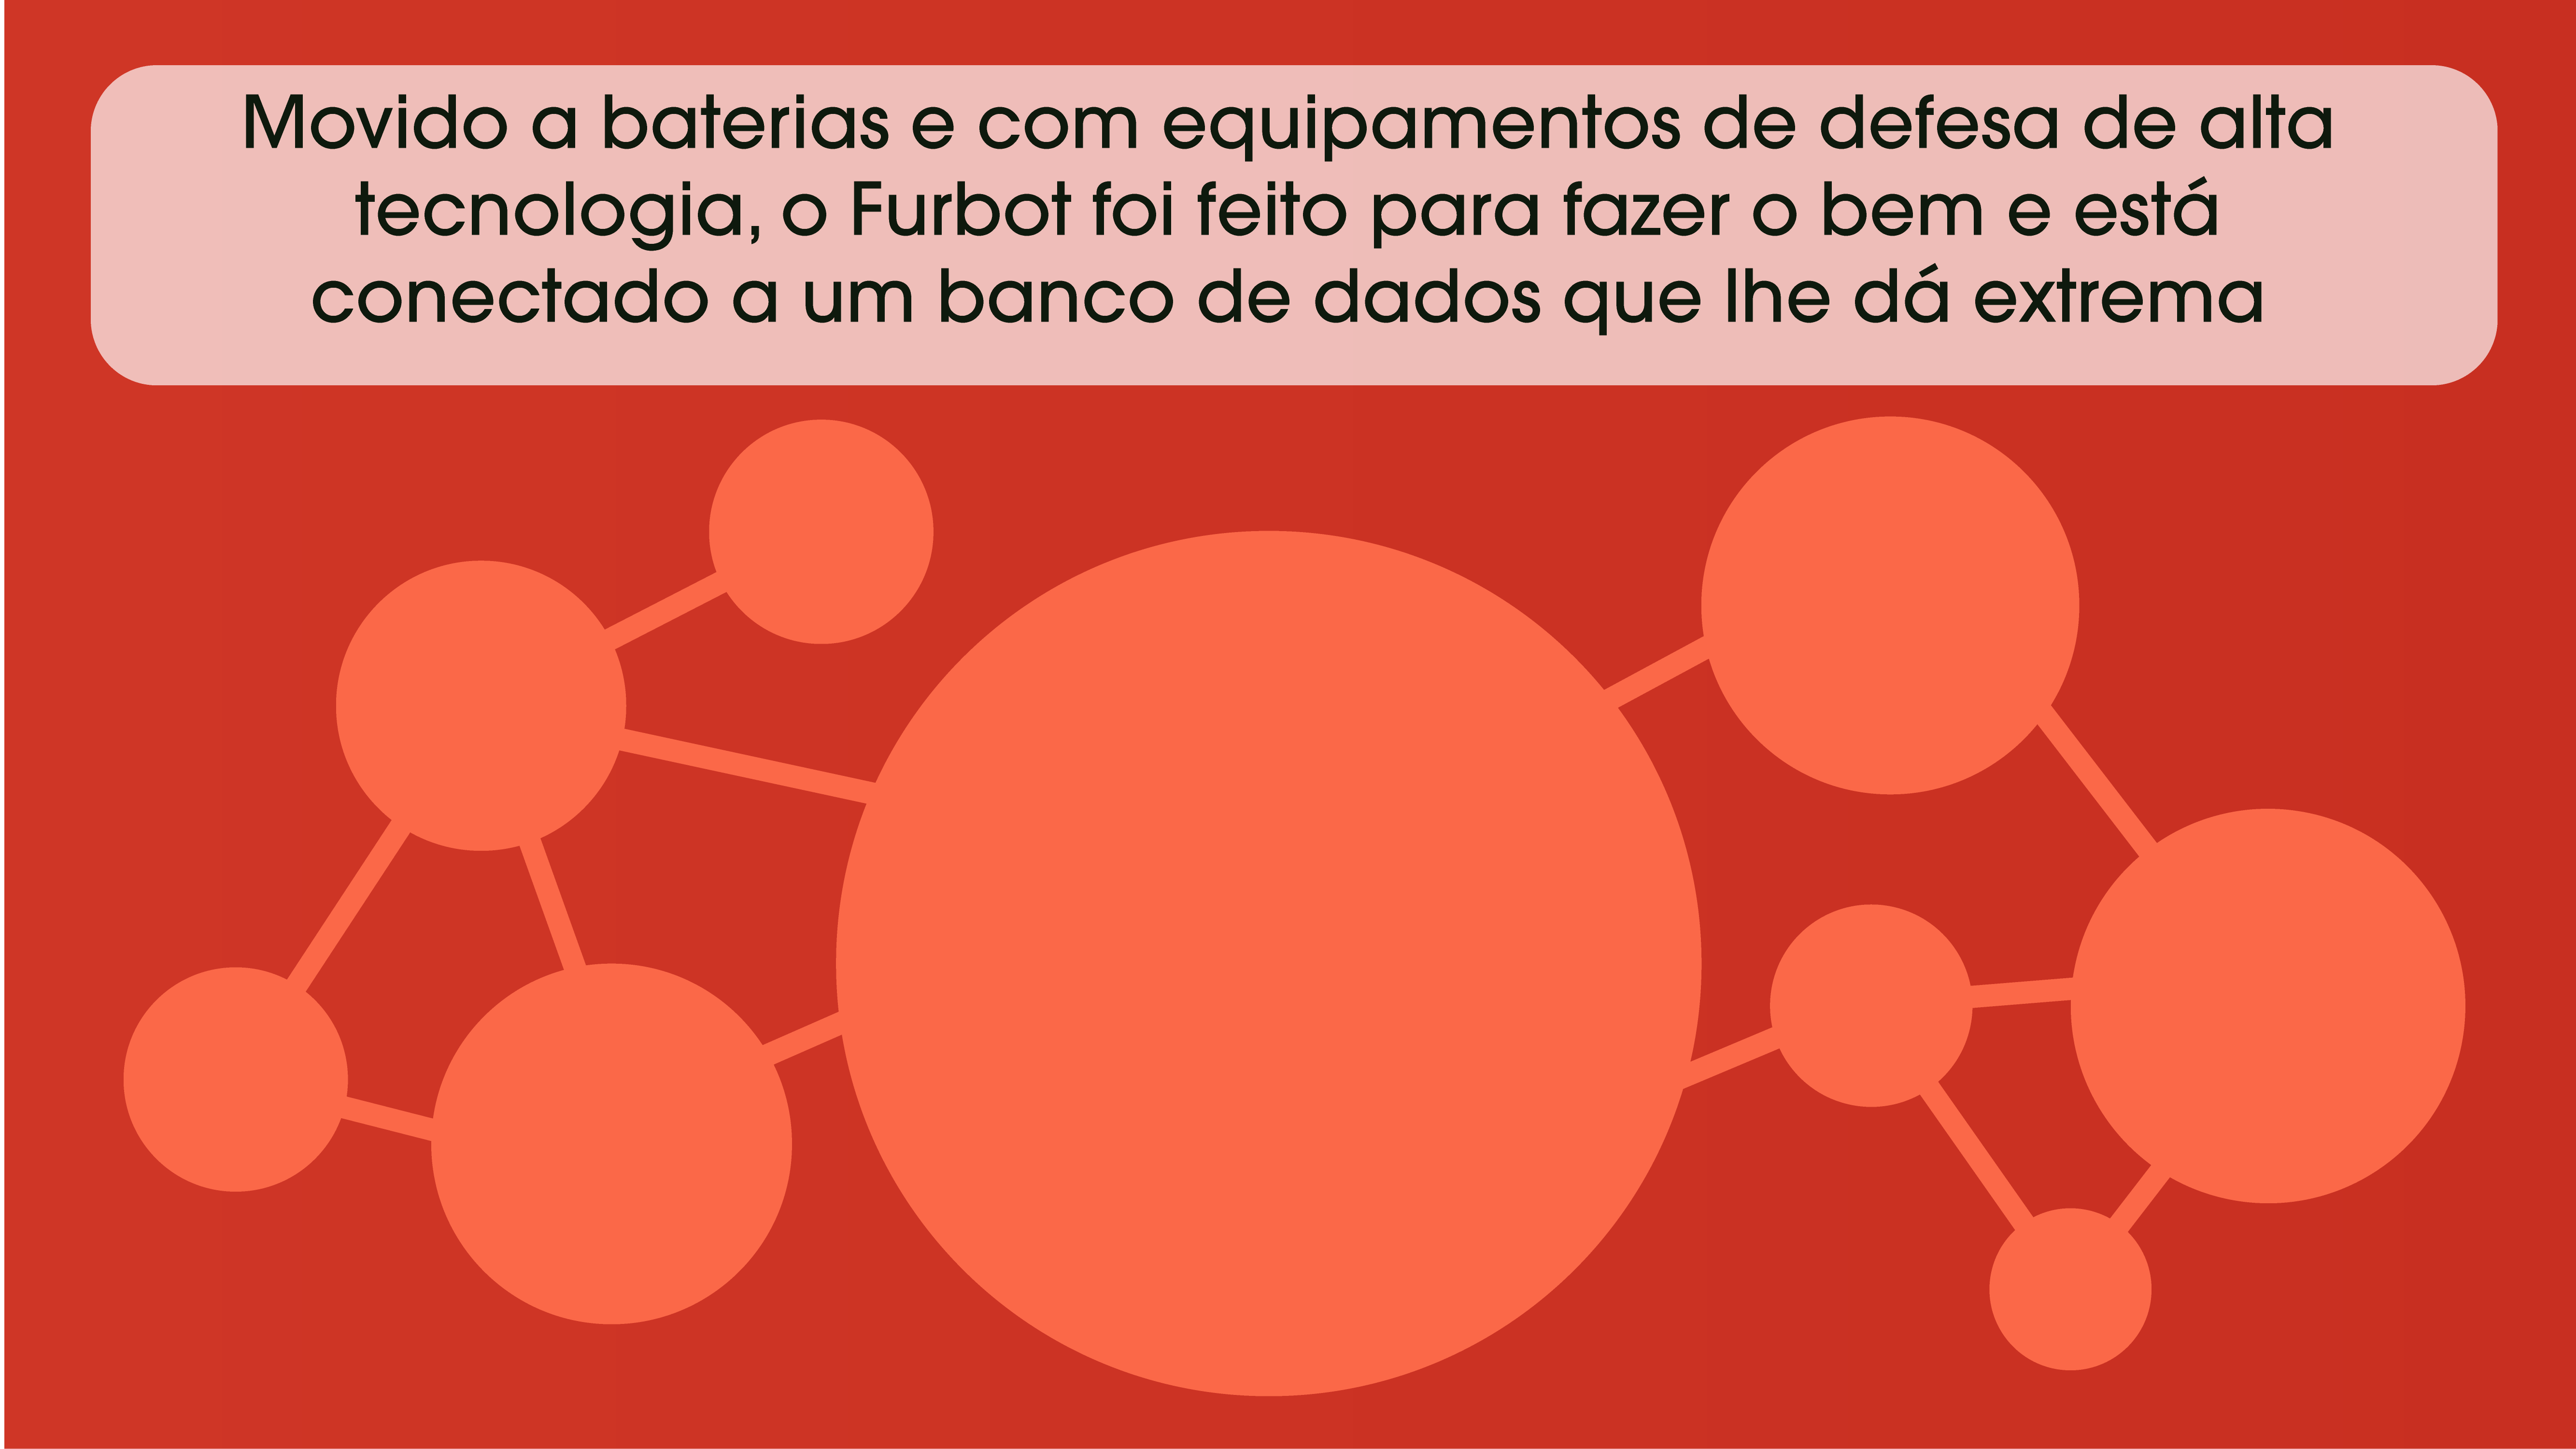 Movido a baterias e com equipamentos de defesa de alta
tecnologia, o Furbot foi feito para fazer o bem e está
conectado a um banco de dados que lhe dá extrema